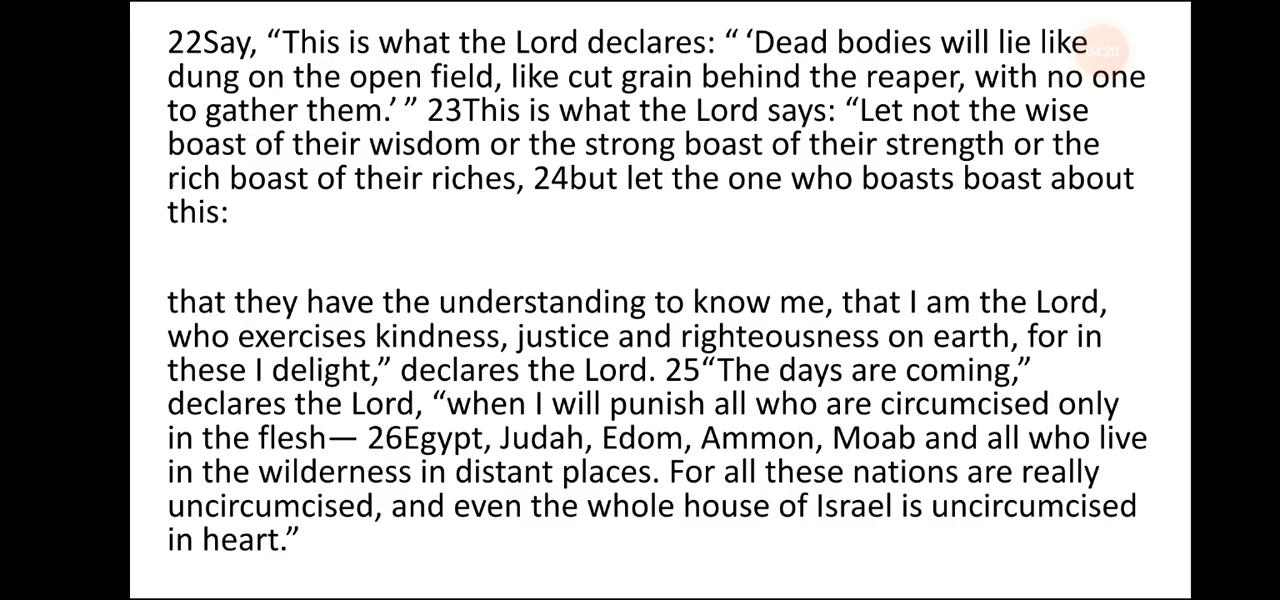 22Say, “This is what the Lord declares: “ ‘Dead bodies will lie like
dung on the open field, like cut grain behind the reaper, with no one
to gather them.’ ” 23This is what the Lord says: “Let not the wise
boast of their wisdom or the strong boast of their strength or the
rich boast of their riches, 24but let the one who boasts boast about
this:
that they have the understanding to know me, that I am the Lord,
who exercises kindness, justice and righteousness on earth, for in
these I delight,” declares the Lord. 25“The days are coming,”
declares the Lord, “when I will punish all who are circumcised only
in the flesh— 26Egypt, Judah, Edom, Ammon, Moab and all who live
in the wilderness in distant places. For all these nations are really
uncircumcised, and even the whole house of Israel is uncircumcised
in heart.”